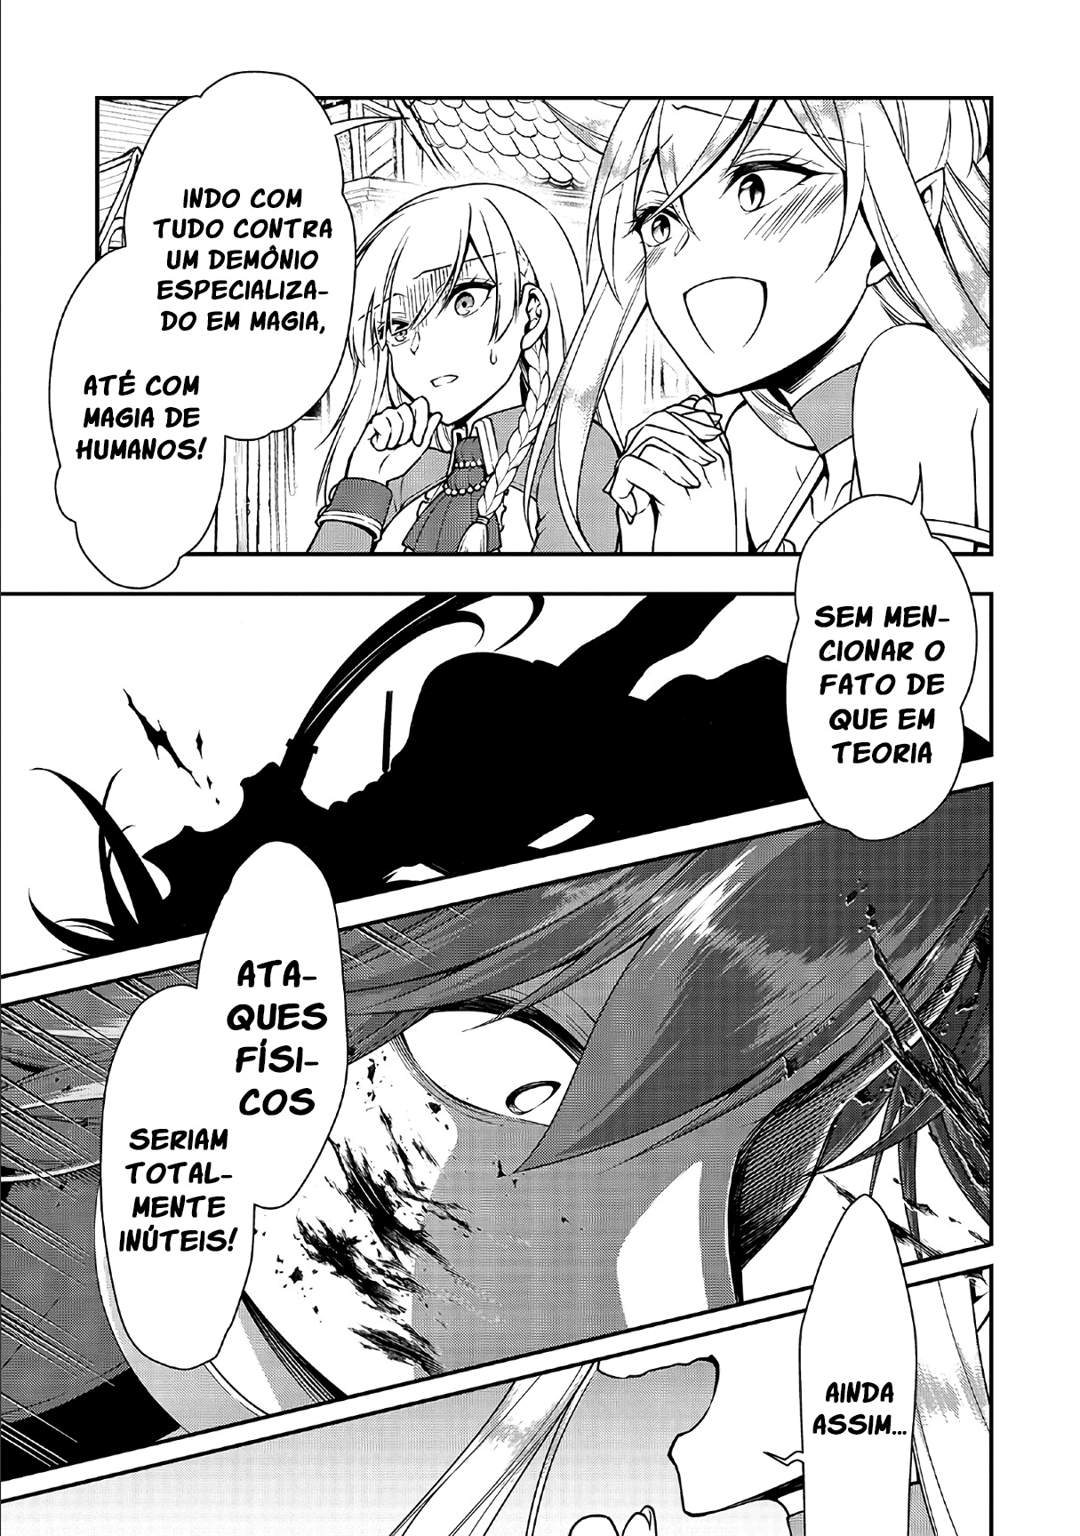 INDO COM
TUDO CONTRA
UM DEMÔNIO
ESPECIALIZA-
DO EM MAGIA,
ATÉ COM
MAGIA DE
HUMANOS!
SEM MEN-
CIONAR O
FATO DE
QUE EM
TEORIA
ATA-
QUES
FÍSI-
COS
SERIAM
TOTAL-
MENTE
INÚTEIS!
AINDA
ASSIM...